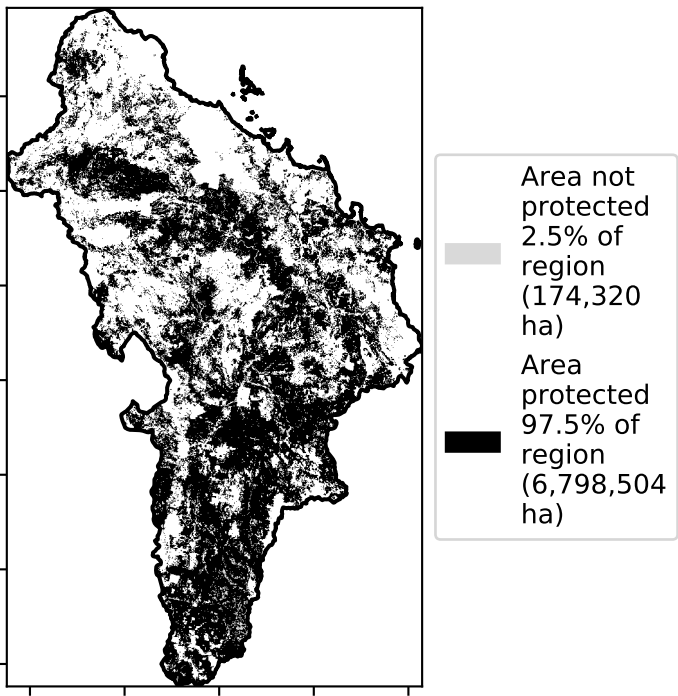 Area not
protected
2.5% of
region
(174,320
ha)
Area
protected
97.5% of
region
(6,798,504
ha)